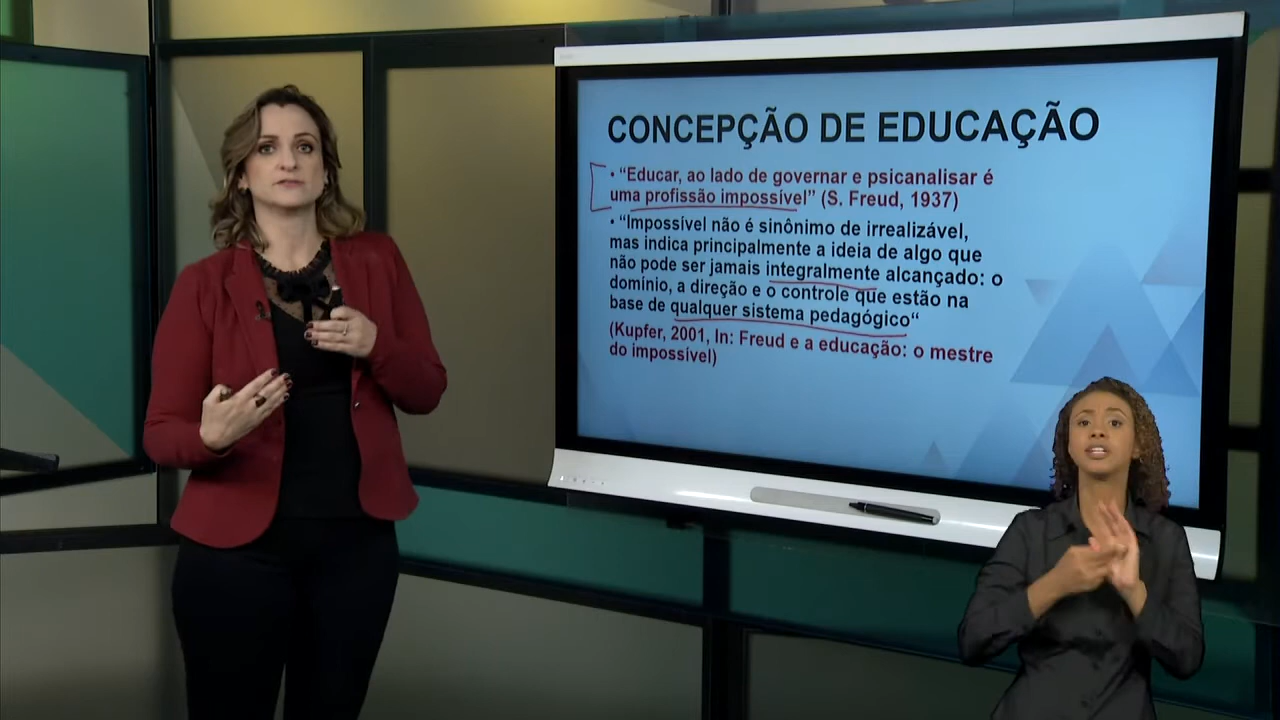 CONCEPÇÃO DE EDUCAÇÃO
• “Educar, ao lado de governar e psicanalisar é
uma profissão impossível” (S. Freud, 1937)
• “Impossível não é sinônimo de irrealizável,
mas indica principalmente a ideia de algo que
não pode ser jamais integralmente alcançado: o
domínio, a direção e o controle que estão na
base de qualquer sistema pedagógico“
(Kupfer, 2001, In: Freud e a educação: o mestre
do impossível)